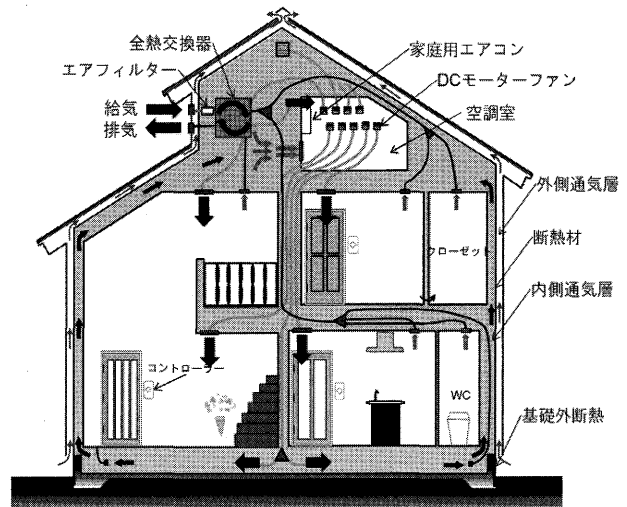 全熱交換器
エアフィルター
給気
排気
家庭用エアコン
DCモーターファン
空調室
外側通気層
断熱材
クローゼット
内側通気層
コントローラー
WC
基礎外断熱